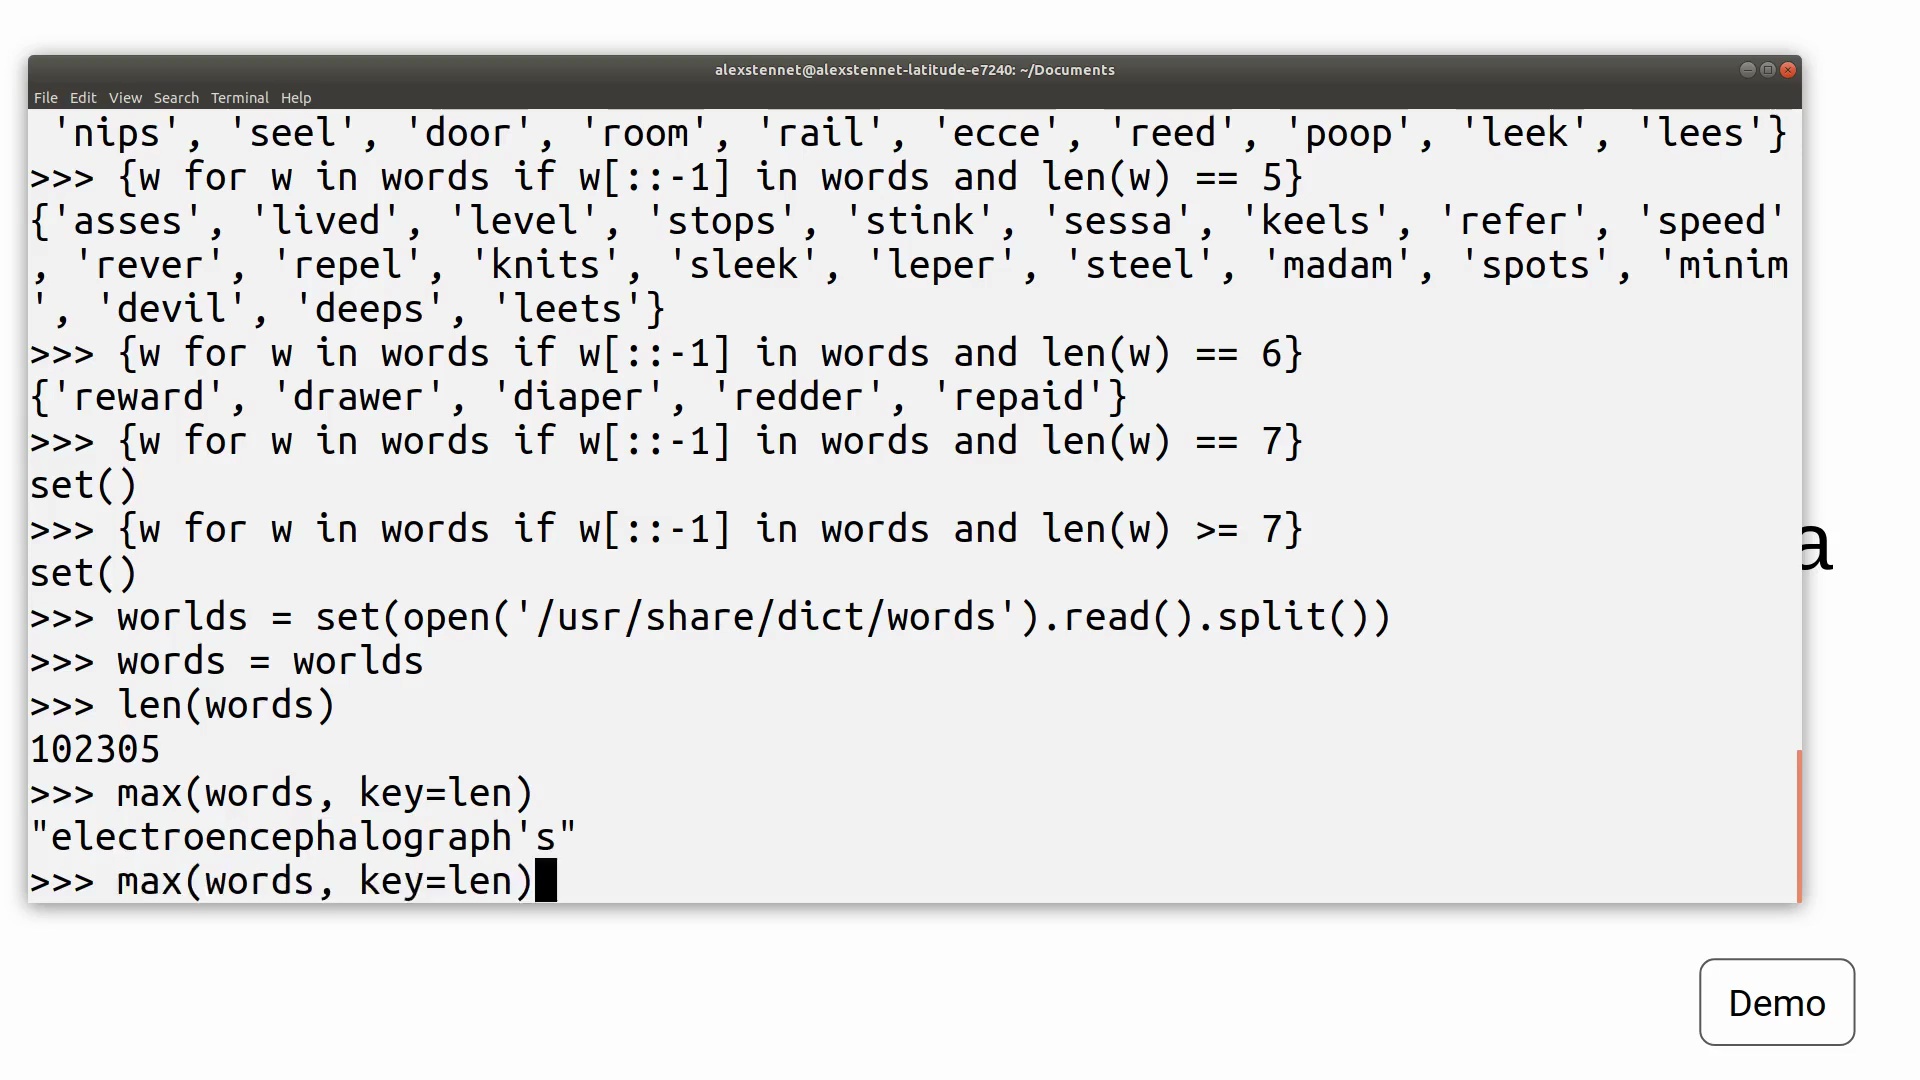 alexstennet@alexstennet-latitude-e7240: ~/Documents
File Edit View Search Terminal Help
'nips', 'seel', 'door', 'room', 'rail', 'ecce', 'reed', 'poop', 'leek', 'lees'}
>>> {w for w in words if w[::-1] in words and len(w) == 5}
{'asses', 'lived', 'level', 'stops', 'stink', 'sessa', 'keels', 'refer', 'speed'
, 'rever', 'repel', 'knits', 'sleek', 'leper', 'steel', 'madam', 'spots', 'minim
', 'devil', 'deeps', 'leets'}
>>> {w for w in words if w[::-1] in words and len(w) == 6}
{'reward', 'drawer', 'diaper', 'redder', 'repaid'}
>>> {w for w in words if w[::-1] in words and len(w) == 7}
set()
>>> {w for w in words if w[::-1] in words and len(w) >= 7}
set()
>>> worlds = set(open('/usr/share/dict/words').read().split())
>>> words = worlds
>>> len(words)
102305
>>> max(words, key=len)
"electroencephalograph's"
>>> max(words, key=len)
a
Demo